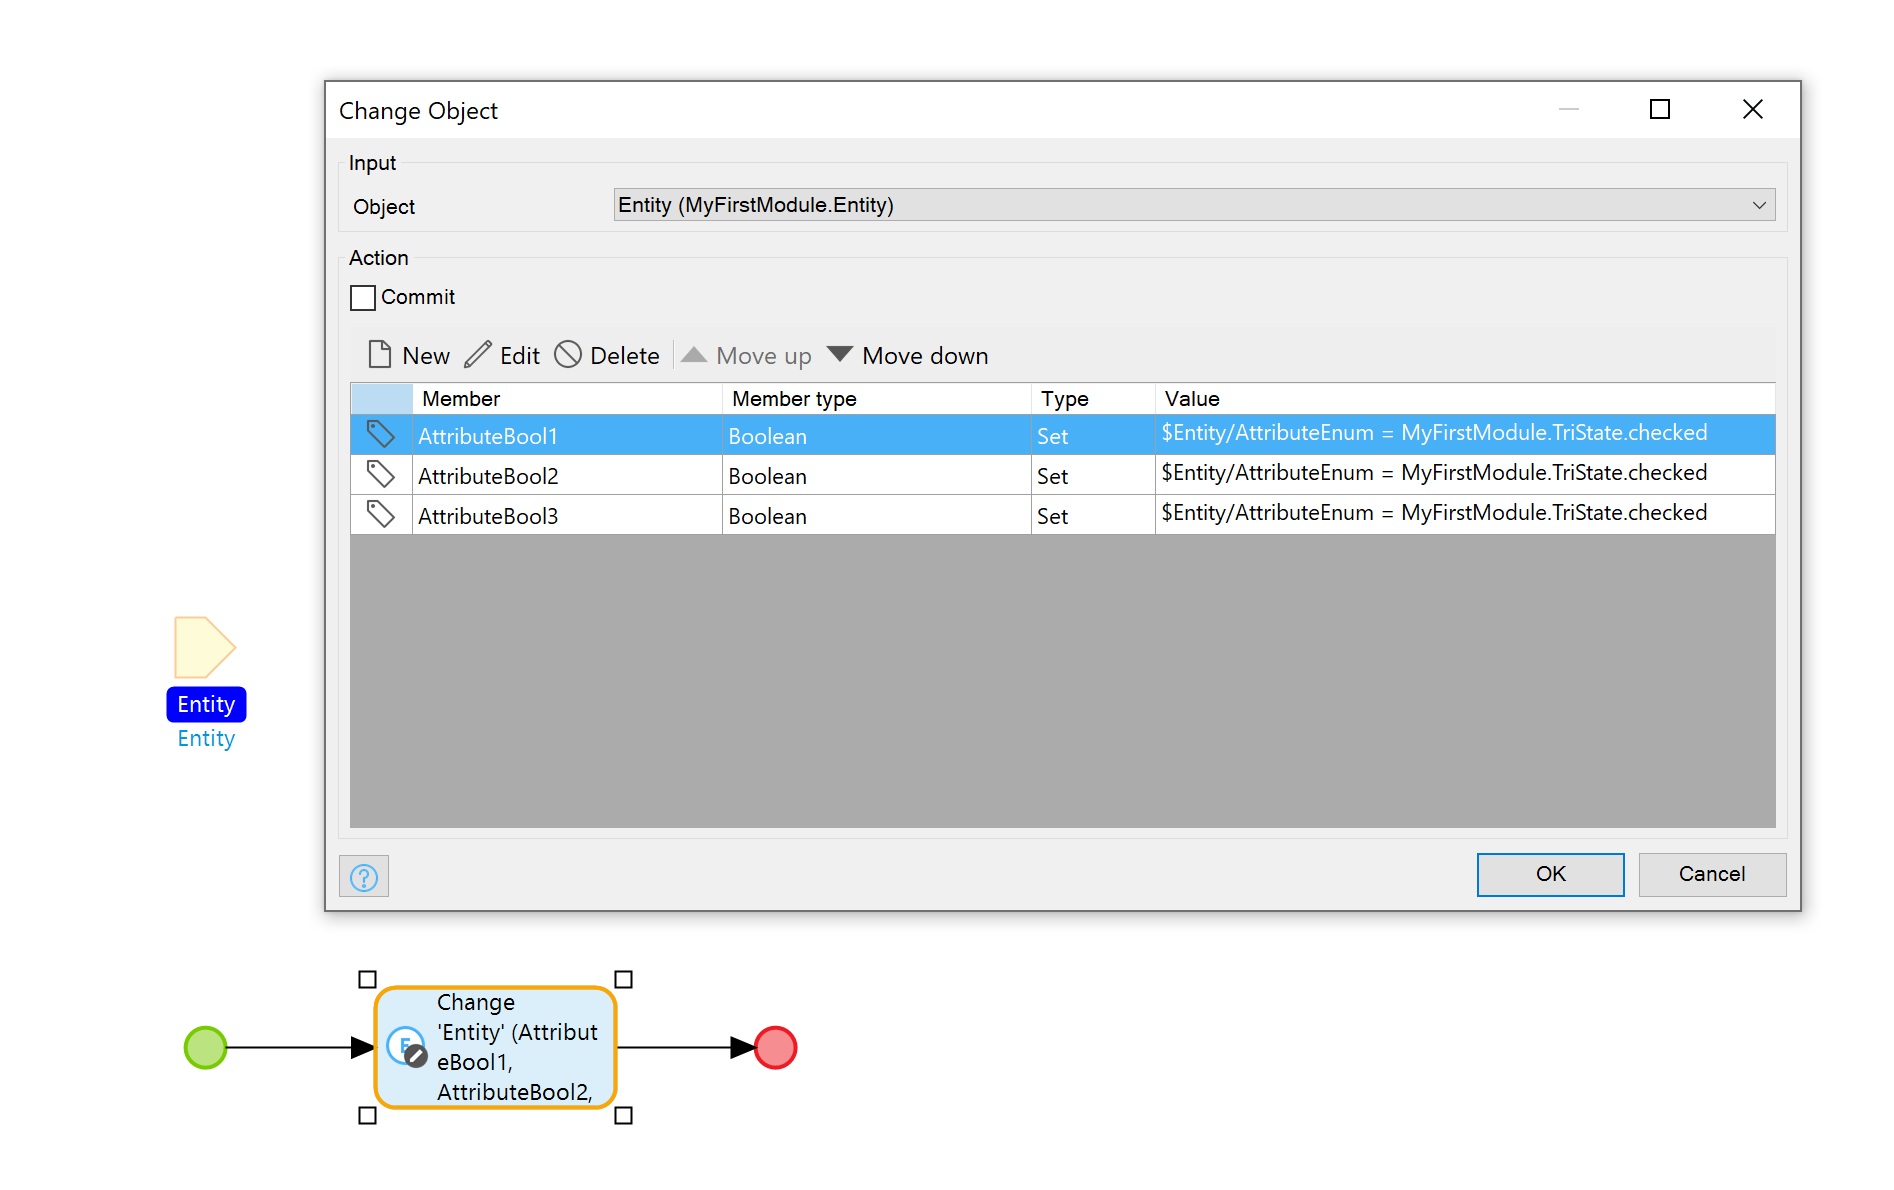 Change Object
Input
Object
Entity (MyFirstModule.Entity)
Action
Commit
New Edit Delete Move up Move down
Member Member type Type Value
AttributeBool1 Boolean Set $Entity/AttributeEnum = MyFirstModule.TriState.checked
AttributeBool2 Boolean Set $Entity/AttributeEnum = MyFirstModule.TriState.checked
AttributeBool3 Boolean Set $Entity/AttributeEnum = MyFirstModule.TriState.checked
Entity
Entity
?
OK
Cancel
E
Change
'Entity' (Attribut
eBool1,
AttributeBool2,